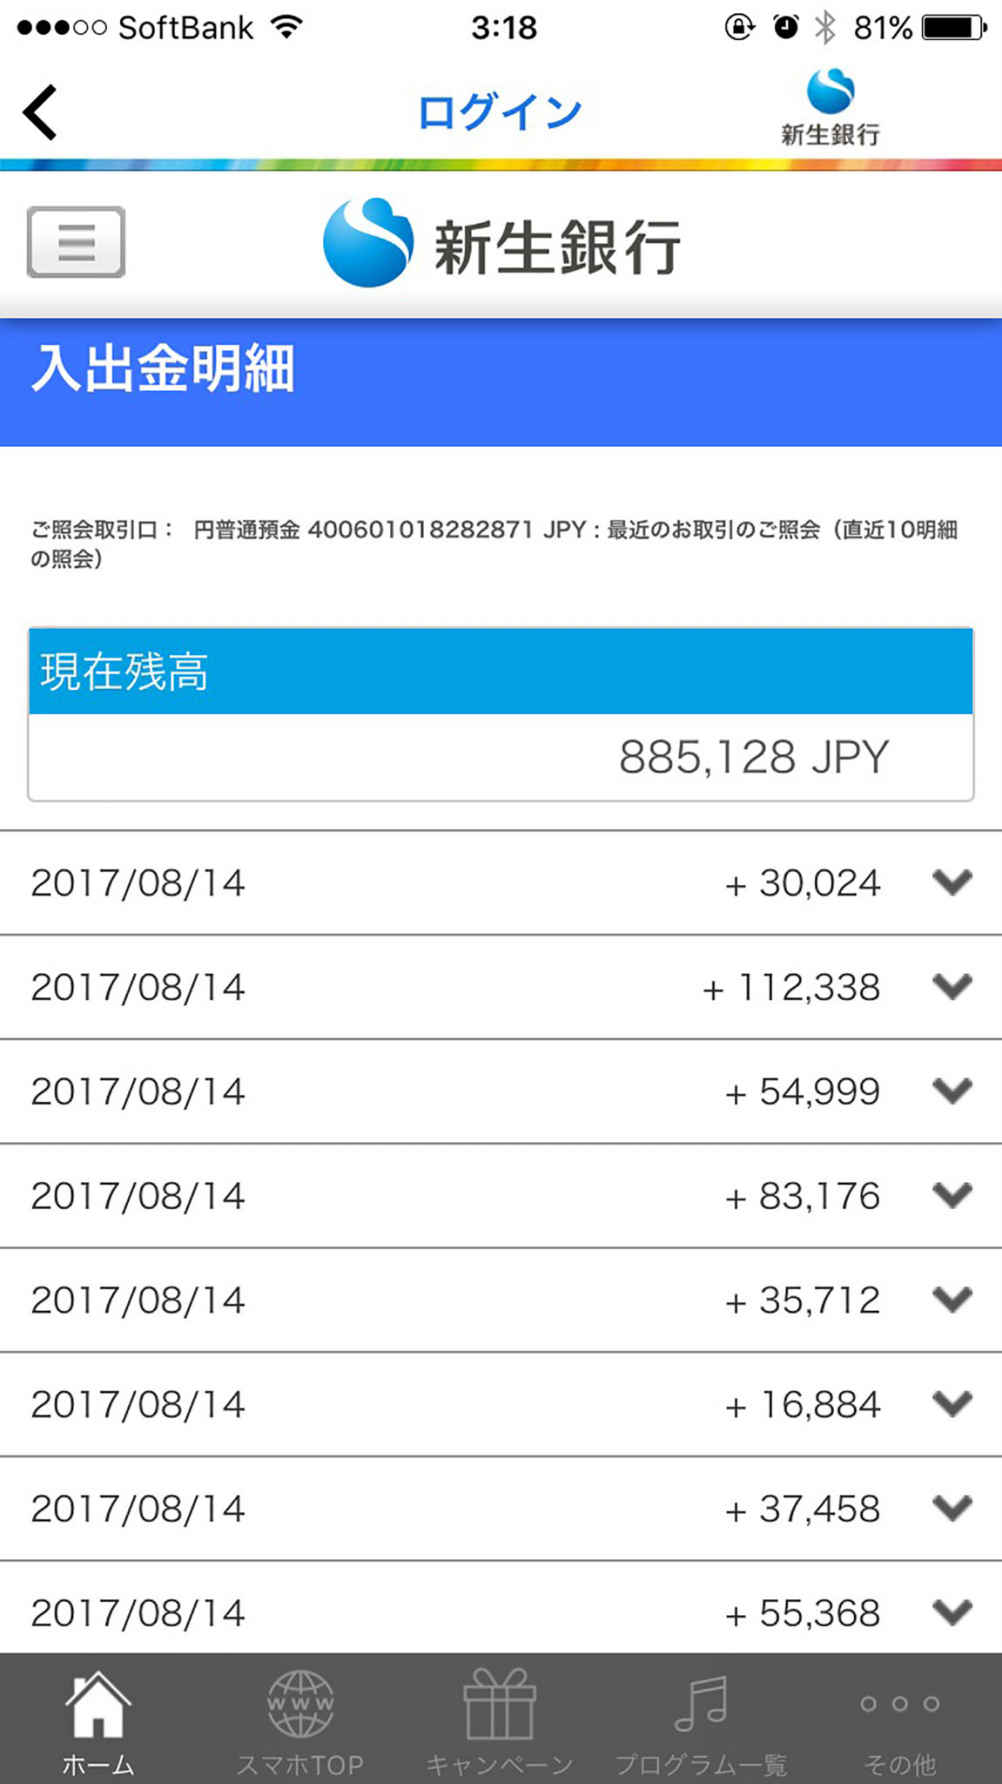 SoftBank 3:18 81%
ログイン
新生銀行
新生銀行
入出金明細
ご照会取引口： 円普通預金 400601018282871 JPY : 最近のお取引のご照会（直近10明細
の照会）
現在残高
885,128 JPY
2017/08/14 + 30,024
2017/08/14 + 112,338
2017/08/14 + 54,999
2017/08/14 + 83,176
2017/08/14 + 35,712
2017/08/14 + 16,884
2017/08/14 + 37,458
2017/08/14 + 55,368
WWW
ホーム スマホTOP キャンペーン プログラム一覧 その他